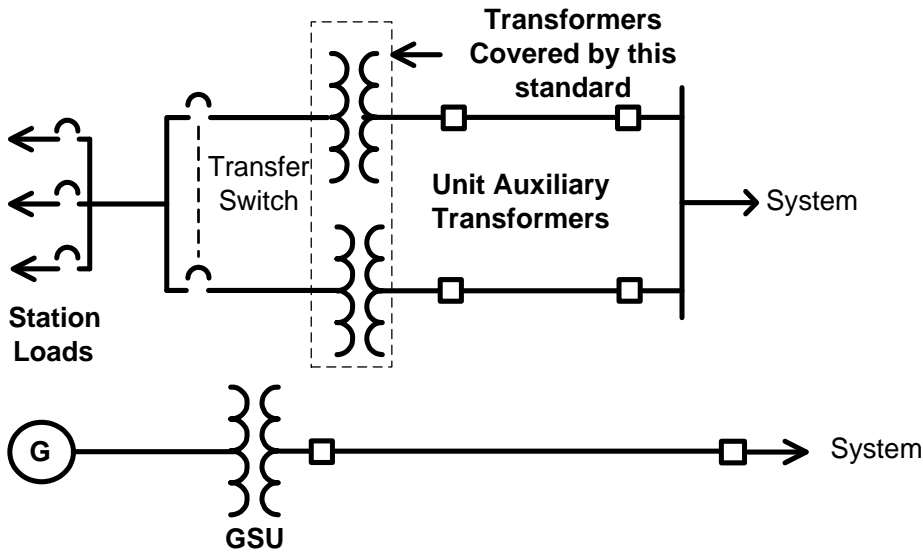 Transformers
Covered by this
standard
Transfer
Switch
Unit Auxiliary
Transformers
System
Station
Loads
G
System
GSU